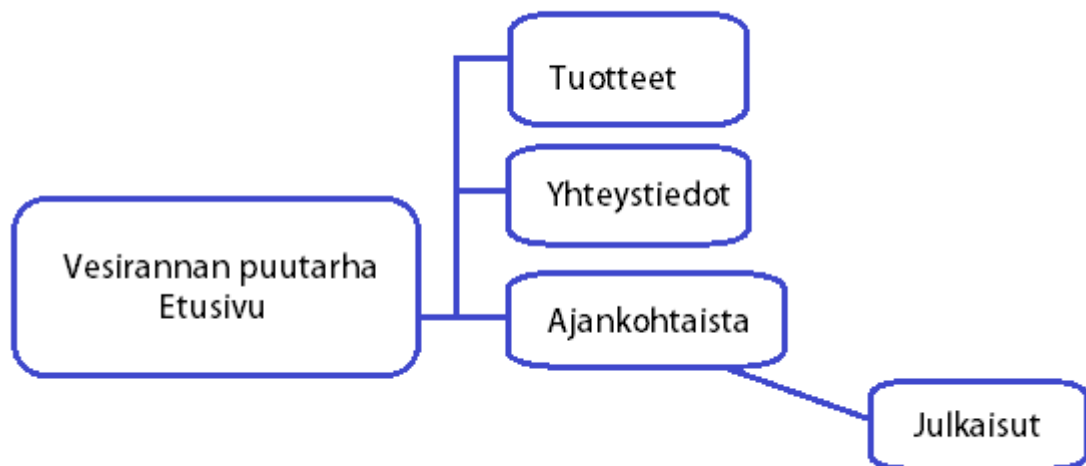 Tuotteet
Yhteystiedot
Vesirannan puutarha
Etusivu
Ajankohtaista
Julkaisut